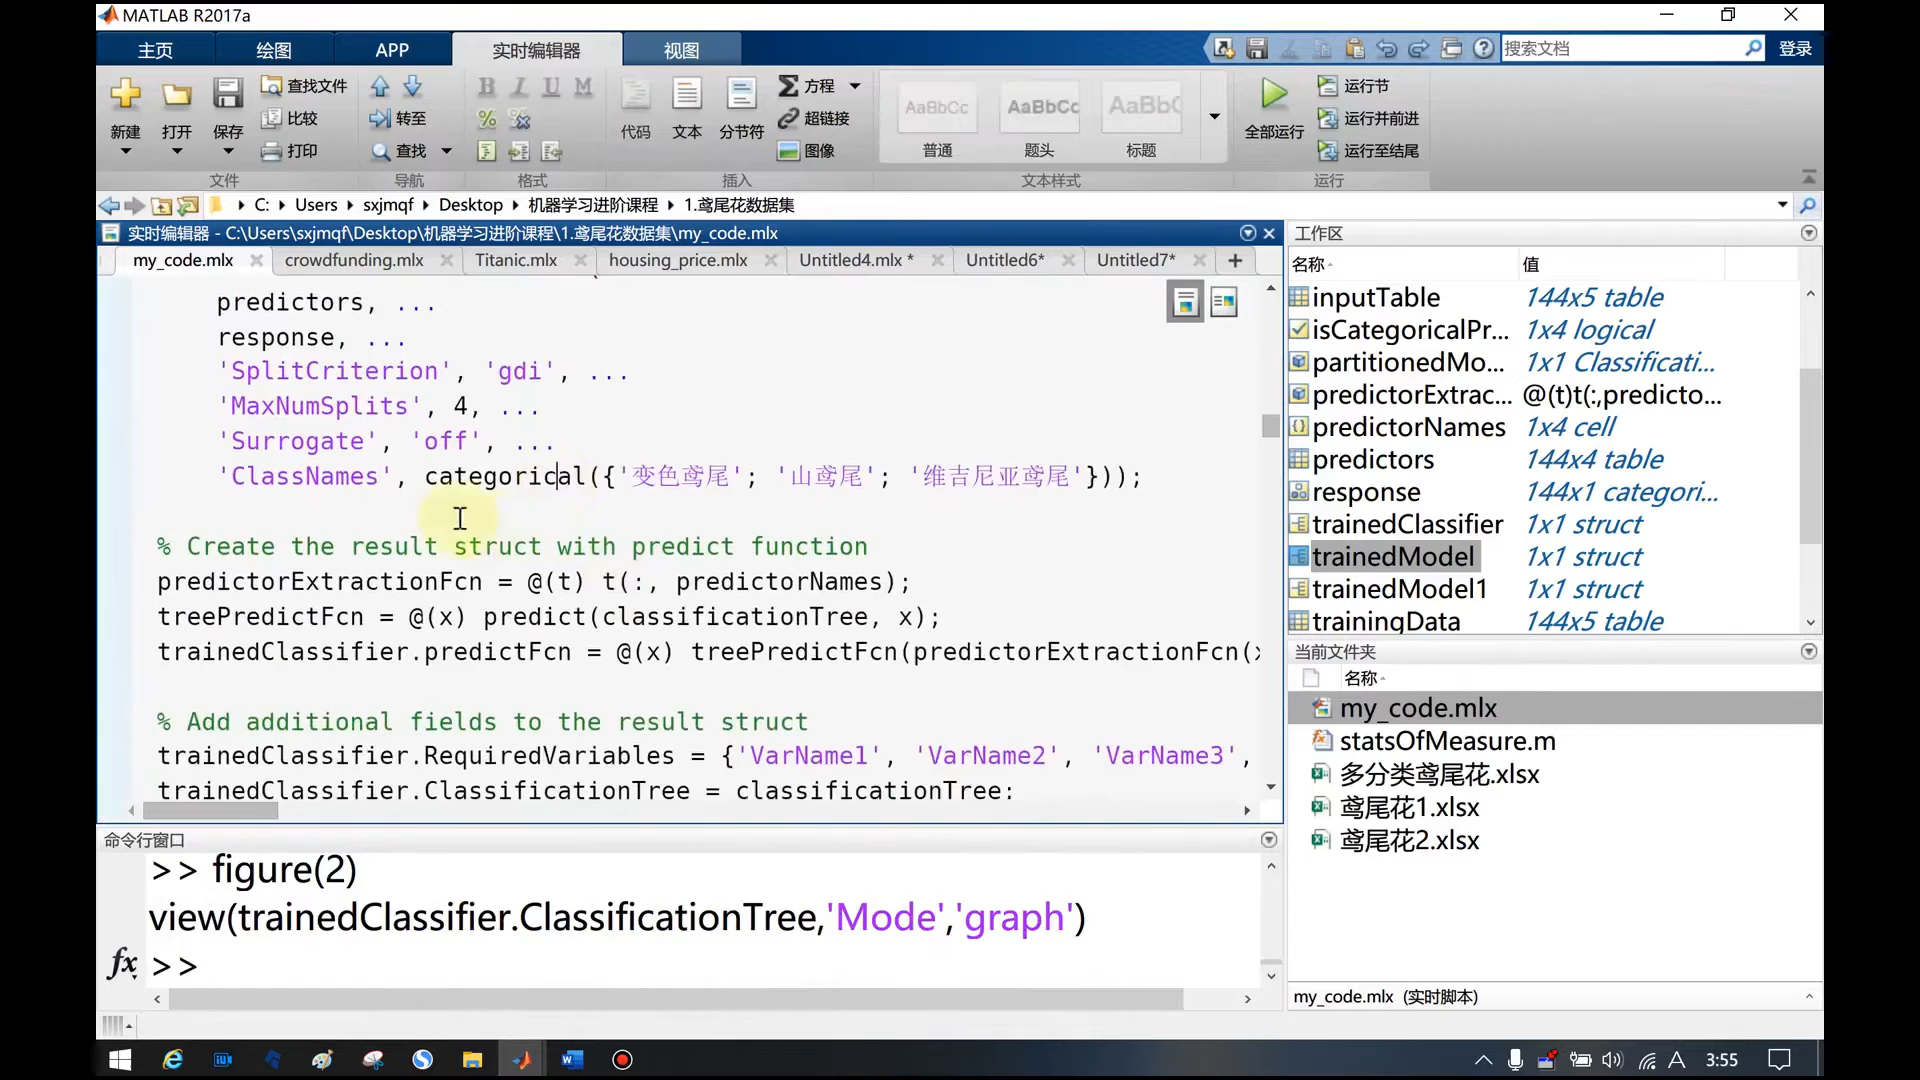 MATLAB R2017a
主页 绘图 APP 实时编辑器 视图
搜索文档 登录
查找文件 B I U M 方程 AaBbCc AaBbCc AaBb 运行节
新建 打开 保存 比较 转至 代码 文本 分节符 超链接 全部运行 运行并前进
打印 查找 图像 普通 题头 标题 运行至结尾
文件 导航 格式 插入 文本样式 运行
C: Users sxjmqf Desktop 机器学习进阶课程 1.鸢尾花数据集
实时编辑器 - C:\Users\sxjmqf\Desktop\机器学习进阶课程\1.鸢尾花数据集\my_code.mlx
my_code.mlx crowdfunding.mlx Titanic.mlx housing_price.mlx Untitled4.mlx * Untitled6* Untitled7* +
predictors, ...
response, ...
'SplitCriterion', 'gdi', ...
'MaxNumSplits', 4, ...
'Surrogate', 'off', ...
'ClassNames', categorical({'变色鸢尾'; '山鸢尾'; '维吉尼亚鸢尾'}));
% Create the result struct with predict function
predictorExtractionFcn = @(t) t(:, predictorNames);
treePredictFcn = @(x) predict(classificationTree, x);
trainedClassifier.predictFcn = @(x) treePredictFcn(predictorExtractionFcn(x
% Add additional fields to the result struct
trainedClassifier.RequiredVariables = {'VarName1', 'VarName2', 'VarName3',
trainedClassifier.ClassificationTree = classificationTree;
命令行窗口
>> figure(2)
view(trainedClassifier.ClassificationTree,'Mode','graph')
fx >>
工作区
名称 值
inputTable 144x5 table
isCategoricalPr... 1x4 logical
partitionedMo... 1x1 Classificati...
predictorExtrac... @(t)t(:,predicto...
predictorNames 1x4 cell
predictors 144x4 table
response 144x1 categori...
trainedClassifier 1x1 struct
trainedModel 1x1 struct
trainedModel1 1x1 struct
trainingData 144x5 table
当前文件夹
名称
my_code.mlx
statsOfMeasure.m
多分类鸢尾花.xlsx
鸢尾花1.xlsx
鸢尾花2.xlsx
my_code.mlx (实时脚本)
A 3:55